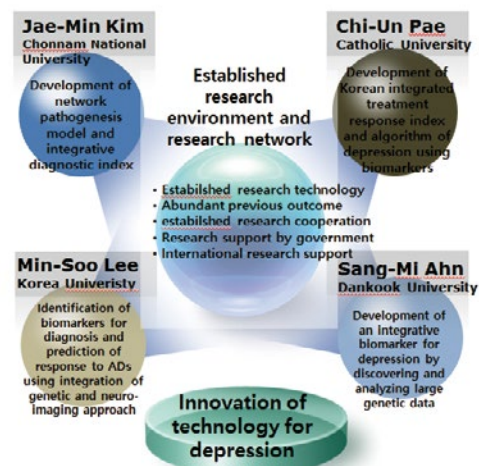 Jae-Min Kim
Chonnam National
University
Development of
network
pathogenesis
model and
integrative
diagnostic index
Chi-Un Pae
Catholic University
Development of
Korean integrated
treatment
response index
and algorithm of
depression using
biomarkers
Established
research
environment and
research network
• Estabilshed research technology
• Abundant previous outcome
• estabilshed research cooperation
• Research support by government
• International research support
Min-Soo Lee
Korea Univeristy
Identification of
biomarkers for
diagnosis and
prediction of
response to ADs
using integration of
genetic and neuro-
imaging approach
Sang-Mi Ahn
Dankook University
Development of
an integrative
biomarker for
depression by
discovering and
analyzing large
genetic data
Innovation of
technology for
depression